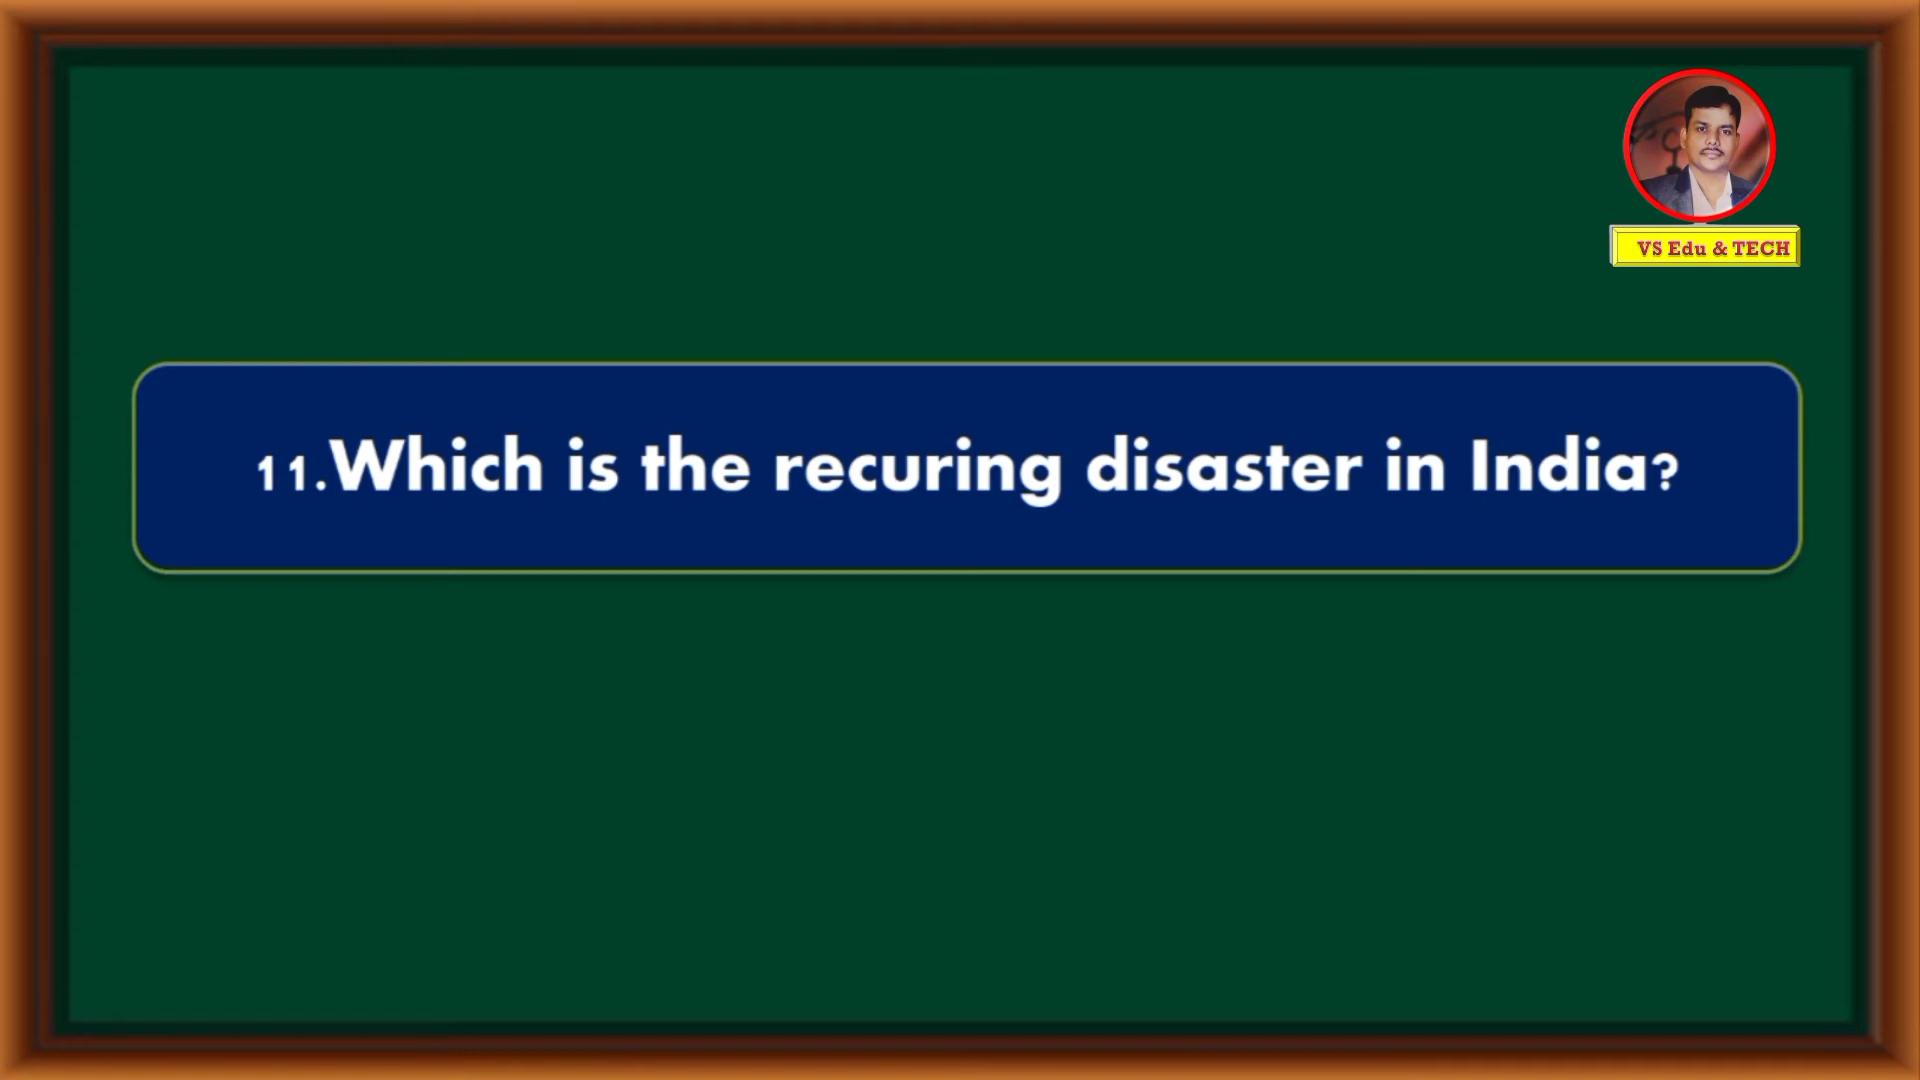 VS Edu & TECH
11.Which is the recuring disaster in India?